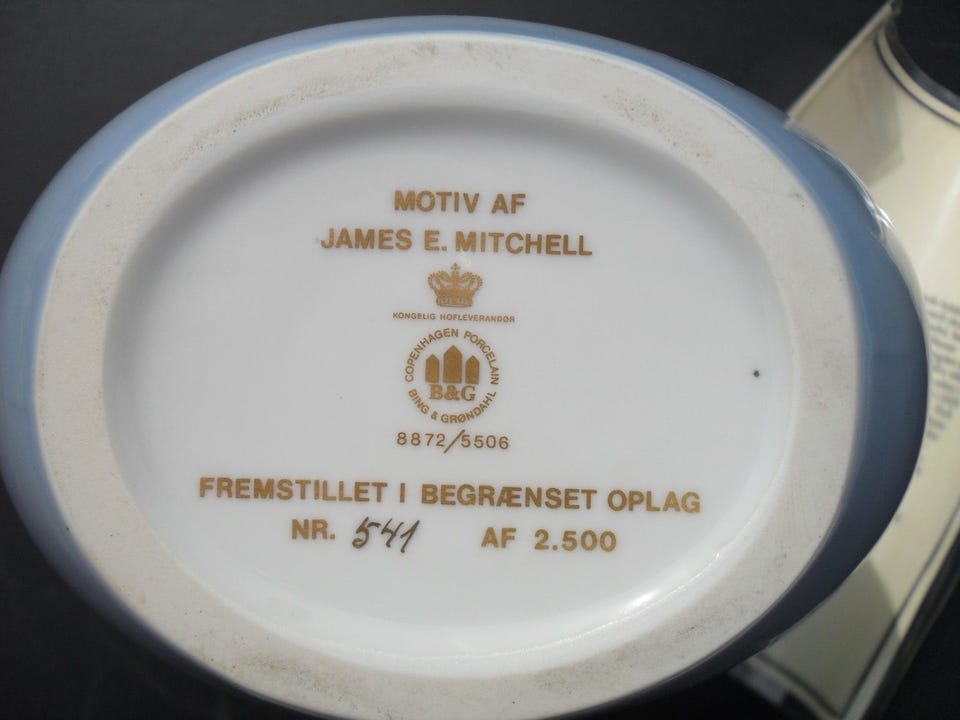 MOTIV AF
JAMES E. MITCHELL
KONGELIG HOFLEVERANDØR
COPENHAGEN PORCELAIN
B&G
BING & GRØNDAHL
8872/5506
FREMSTILLET I BEGRÆNSET OPLAG
NR. 541 AF 2.500